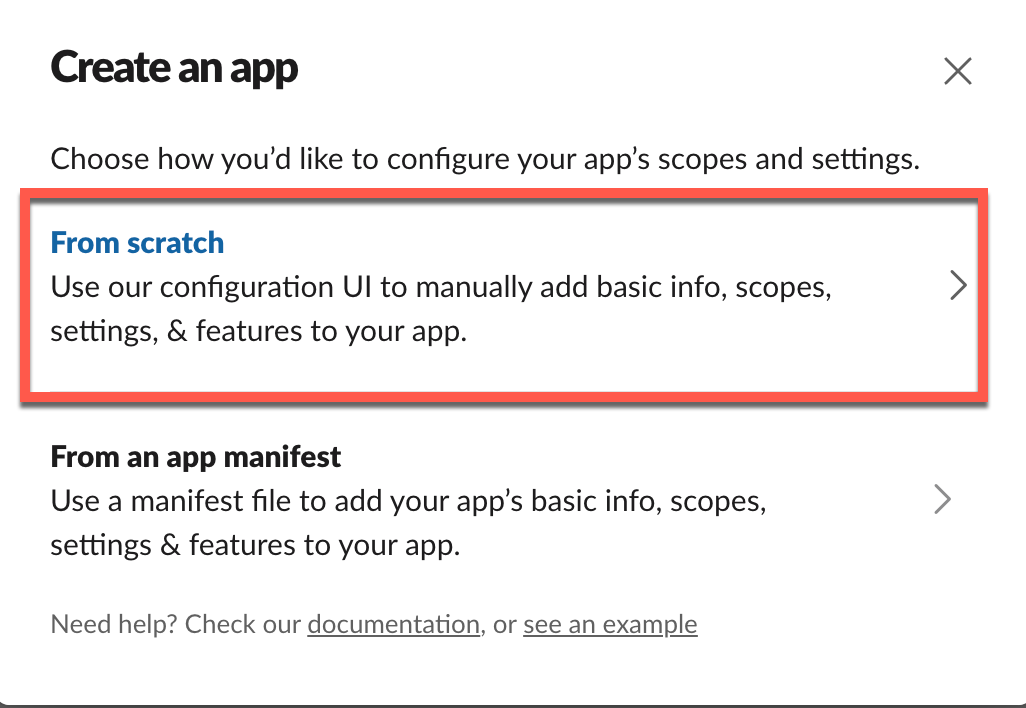 Create an app
Choose how you’d like to configure your app’s scopes and settings.
From scratch
Use our configuration UI to manually add basic info, scopes,
settings, & features to your app.
From an app manifest
Use a manifest file to add your app’s basic info, scopes,
settings & features to your app.
Need help? Check our documentation, or see an example